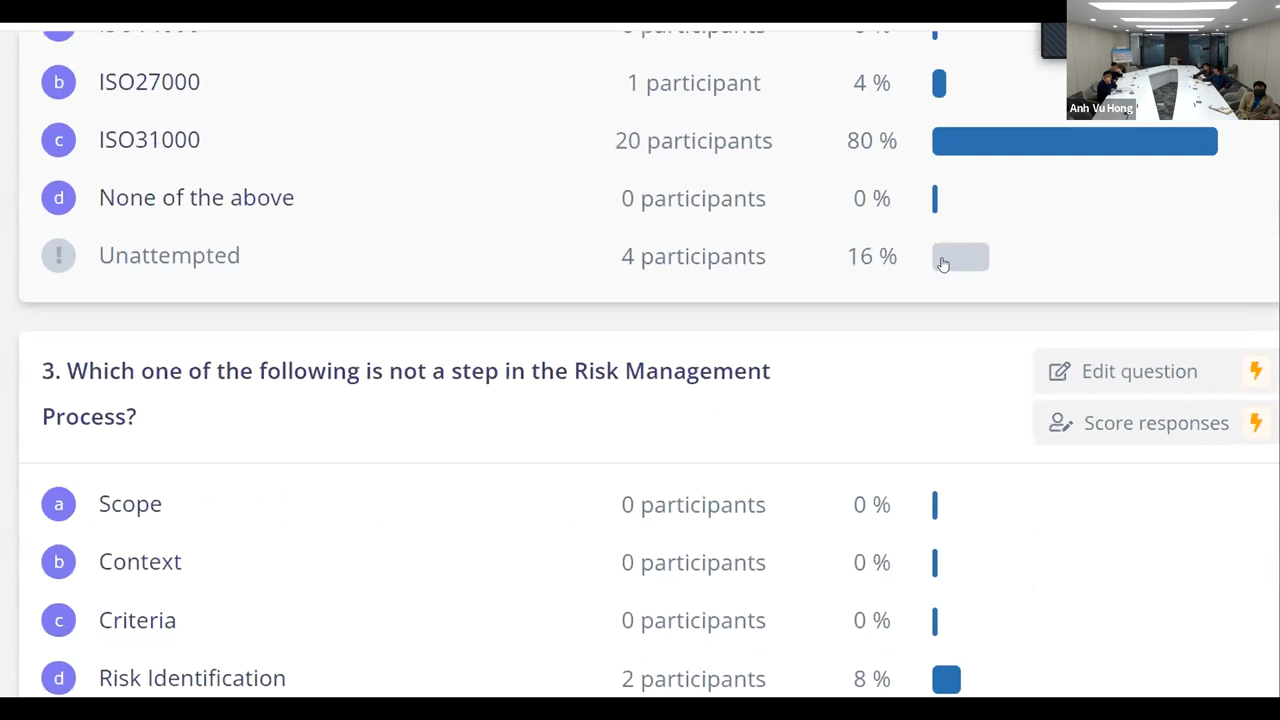 b ISO27000 1 participant 4 %
c ISO31000 20 participants 80 %
d None of the above 0 participants 0 %
! Unattempted 4 participants 16 %
3. Which one of the following is not a step in the Risk Management
Process?
Edit question
Score responses
a Scope 0 participants 0 %
b Context 0 participants 0 %
c Criteria 0 participants 0 %
d Risk Identification 2 participants 8 %
Anh Vu Hong